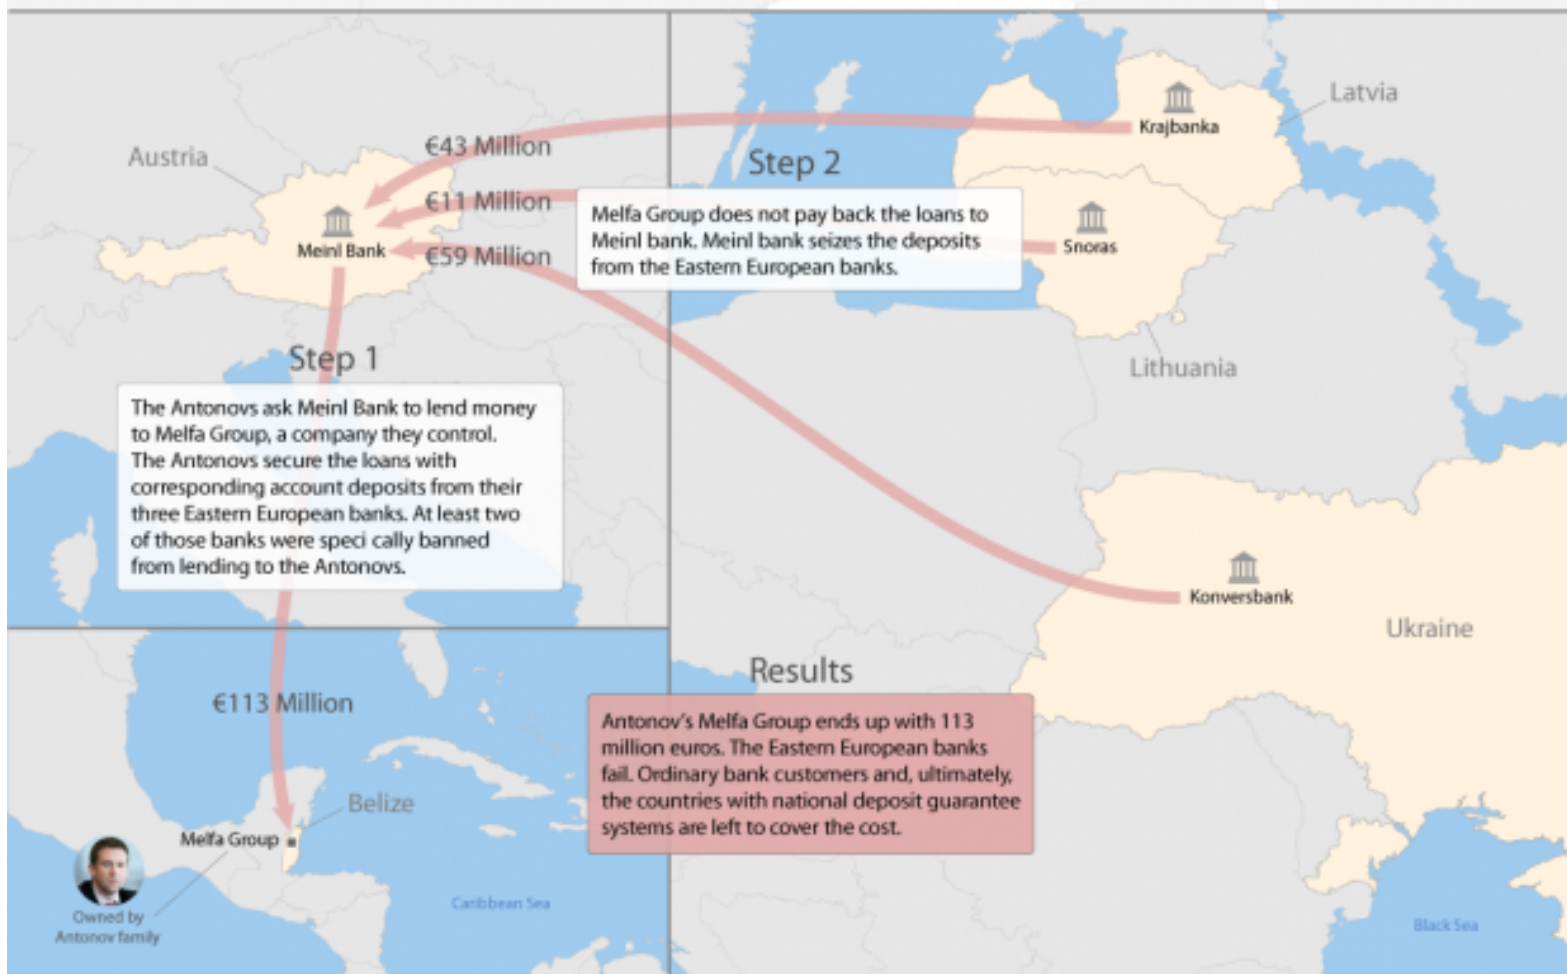 Latvia
Krajbanka
€43 Million
Austria
Step 2
€11 Million
Melfa Group does not pay back the loans to
Meinl bank. Meinl bank seizes the deposits
from the Eastern European banks.
Snoras
Meinl Bank
€59 Million
Lithuania
Step 1
The Antonovs ask Meinl Bank to lend money
to Melfa Group, a company they control.
The Antonovs secure the loans with
corresponding account deposits from their
three Eastern European banks. At least two
of those banks were speci cally banned
from lending to the Antonovs.
Konversbank
Ukraine
€113 Million
Results
Antonov's Melfa Group ends up with 113
million euros. The Eastern European banks
fail. Ordinary bank customers and, ultimately,
the countries with national deposit guarantee
systems are left to cover the cost.
Belize
Melfa Group
Owned by
Antonov family
Caribbean Sea
Black Sea